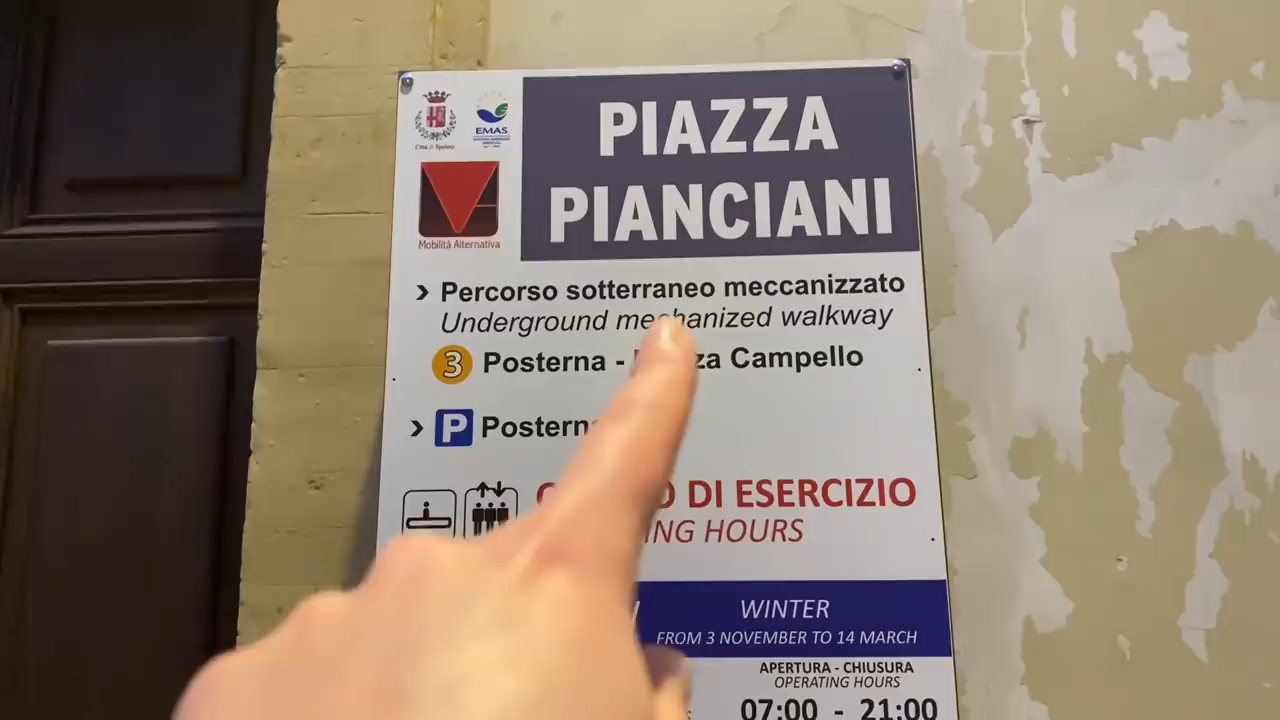 Città di Spoleto
EMAS
PIAZZA
PIANCIANI
Mobilità Alternativa
› Percorso sotterraneo meccanizzato
Underground mechanized walkway
3 Posterna - Campello
› P
DI ESERCIZIO
HOURS
WINTER
FROM 3 NOVEMBER TO 14 MARCH
APERTURA - CHIUSURA
OPERATING HOURS
07:00 - 21:00